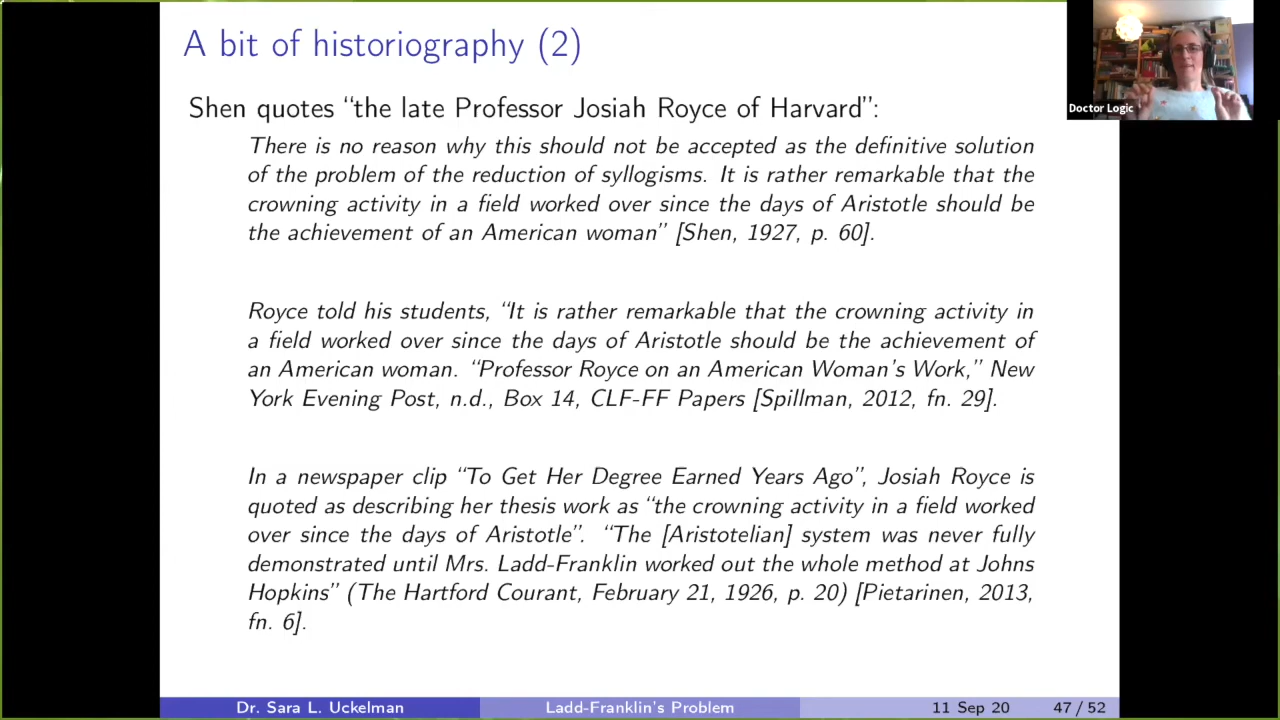 A bit of historiography (2)
Doctor Logic
Shen quotes “the late Professor Josiah Royce of Harvard”:
There is no reason why this should not be accepted as the definitive solution
of the problem of the reduction of syllogisms. It is rather remarkable that the
crowning activity in a field worked over since the days of Aristotle should be
the achievement of an American woman” [Shen, 1927, p. 60].
Royce told his students, “It is rather remarkable that the crowning activity in
a field worked over since the days of Aristotle should be the achievement of
an American woman. “Professor Royce on an American Woman’s Work,” New
York Evening Post, n.d., Box 14, CLF-FF Papers [Spillman, 2012, fn. 29].
In a newspaper clip “To Get Her Degree Earned Years Ago”, Josiah Royce is
quoted as describing her thesis work as “the crowning activity in a field worked
over since the days of Aristotle”. “The [Aristotelian] system was never fully
demonstrated until Mrs. Ladd-Franklin worked out the whole method at Johns
Hopkins” (The Hartford Courant, February 21, 1926, p. 20) [Pietarinen, 2013,
fn. 6].
Dr. Sara L. Uckelman
Ladd-Franklin’s Problem
11 Sep 20
47 / 52